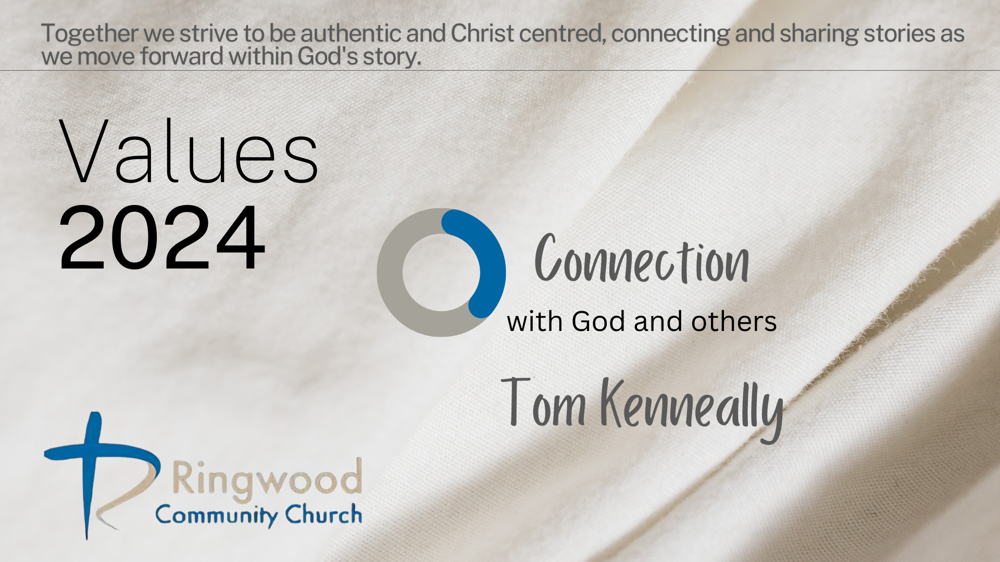 Together we strive to be authentic and Christ centred, connecting and sharing stories as
we move forward within God's story.
Values
2024
Connection
with God and others
Tom Kenneally
Ringwood
Community Church